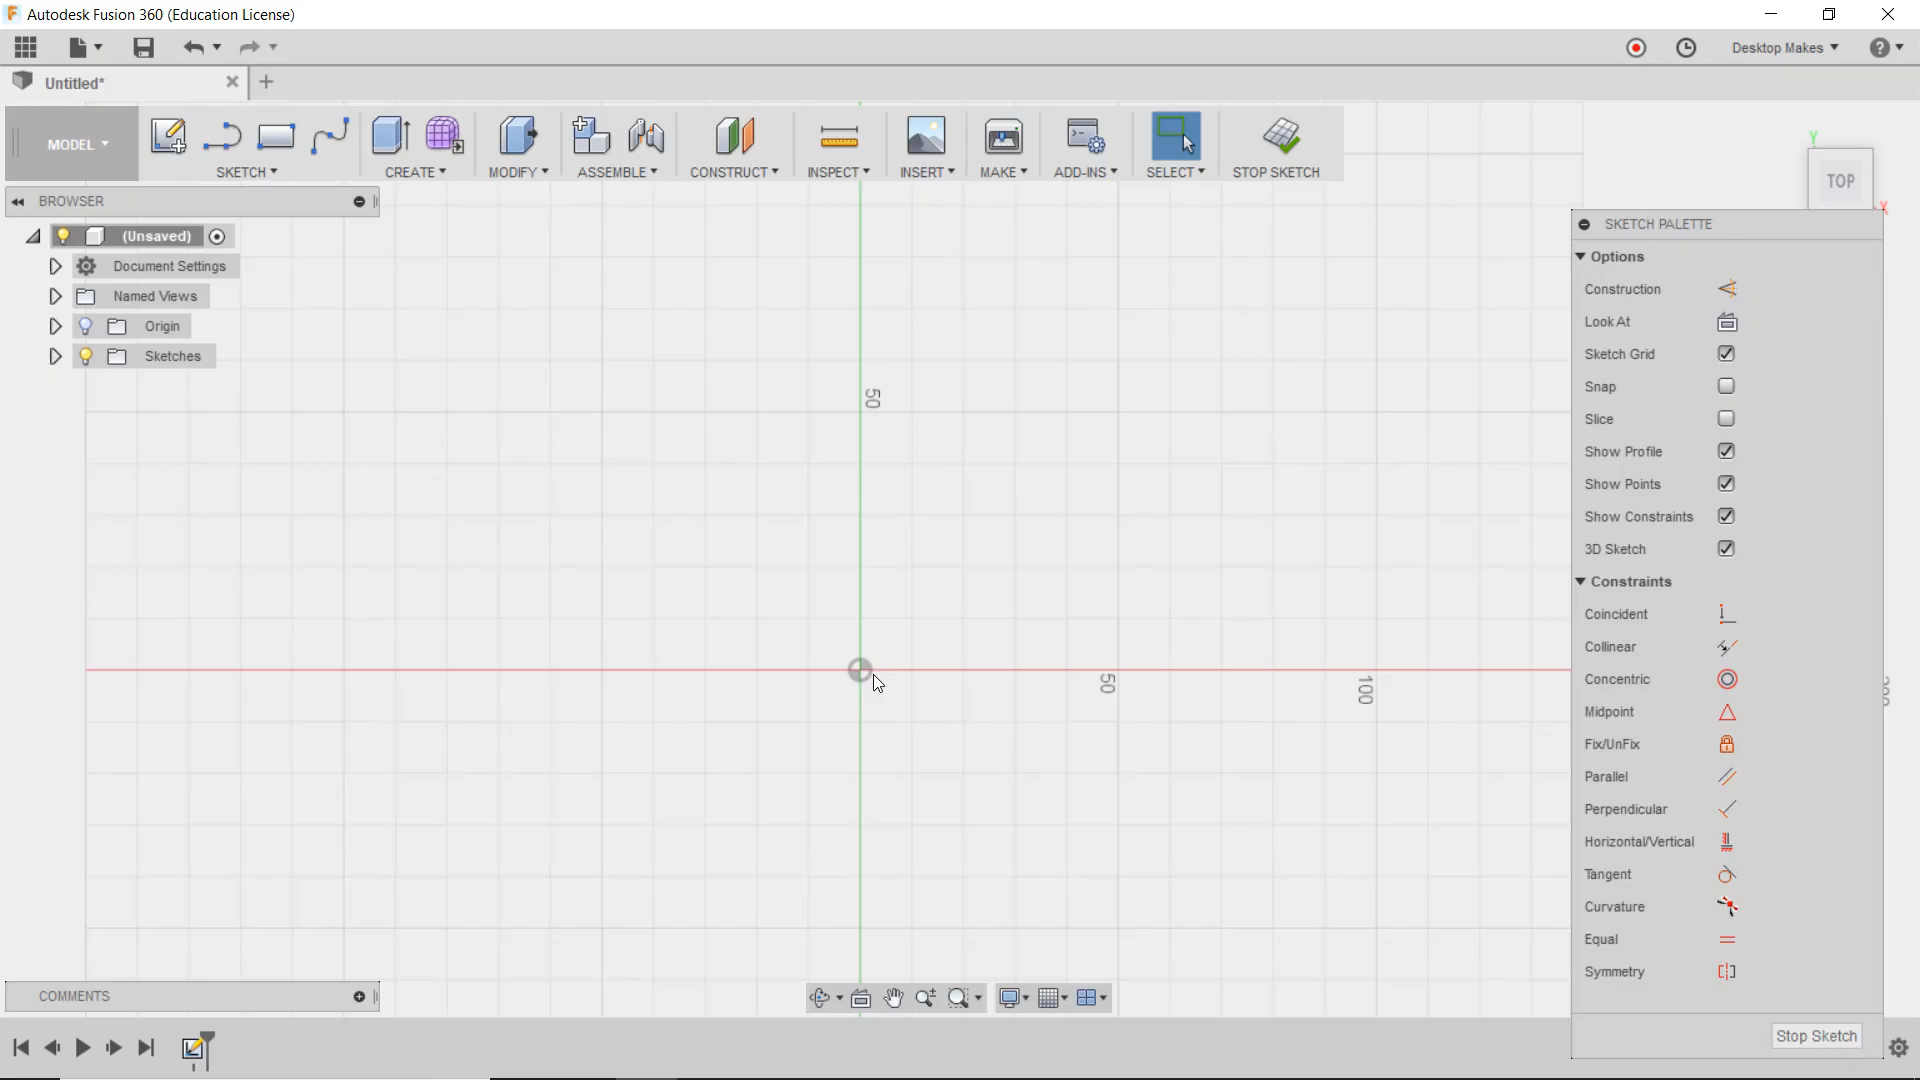 Autodesk Fusion 360 (Education License)
Desktop Makes
Untitled*
MODEL
SKETCH
CREATE
MODIFY
ASSEMBLE
CONSTRUCT
INSPECT
INSERT
MAKE
ADD-INS
SELECT
STOP SKETCH
Y
TOP
X
BROWSER
(Unsaved)
Document Settings
Named Views
Origin
Sketches
50
50
100
SKETCH PALETTE
Options
Construction
Look At
Sketch Grid
Snap
Slice
Show Profile
Show Points
Show Constraints
3D Sketch
Constraints
Coincident
Collinear
Concentric
Midpoint
Fix/UnFix
Parallel
Perpendicular
Horizontal/Vertical
Tangent
Curvature
Equal
Symmetry
Stop Sketch
COMMENTS